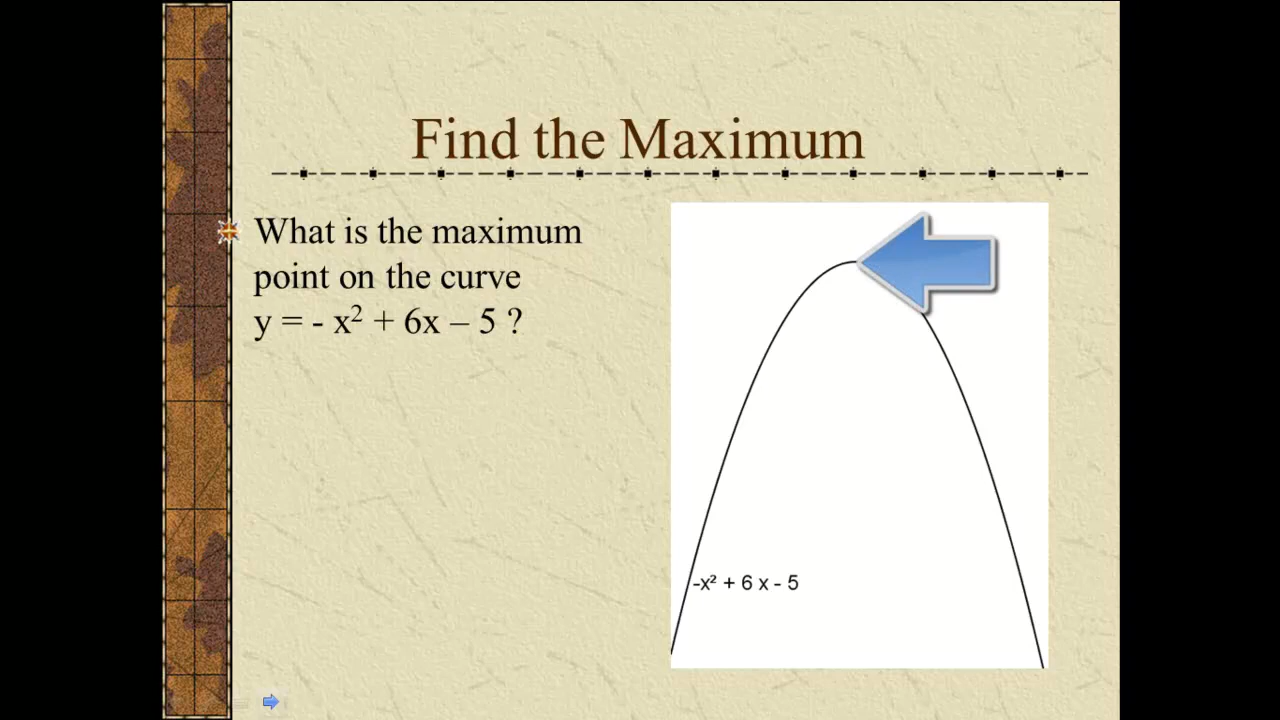 Find the Maximum
What is the maximum
point on the curve
y = - x² + 6x – 5 ?
-x² + 6 x - 5